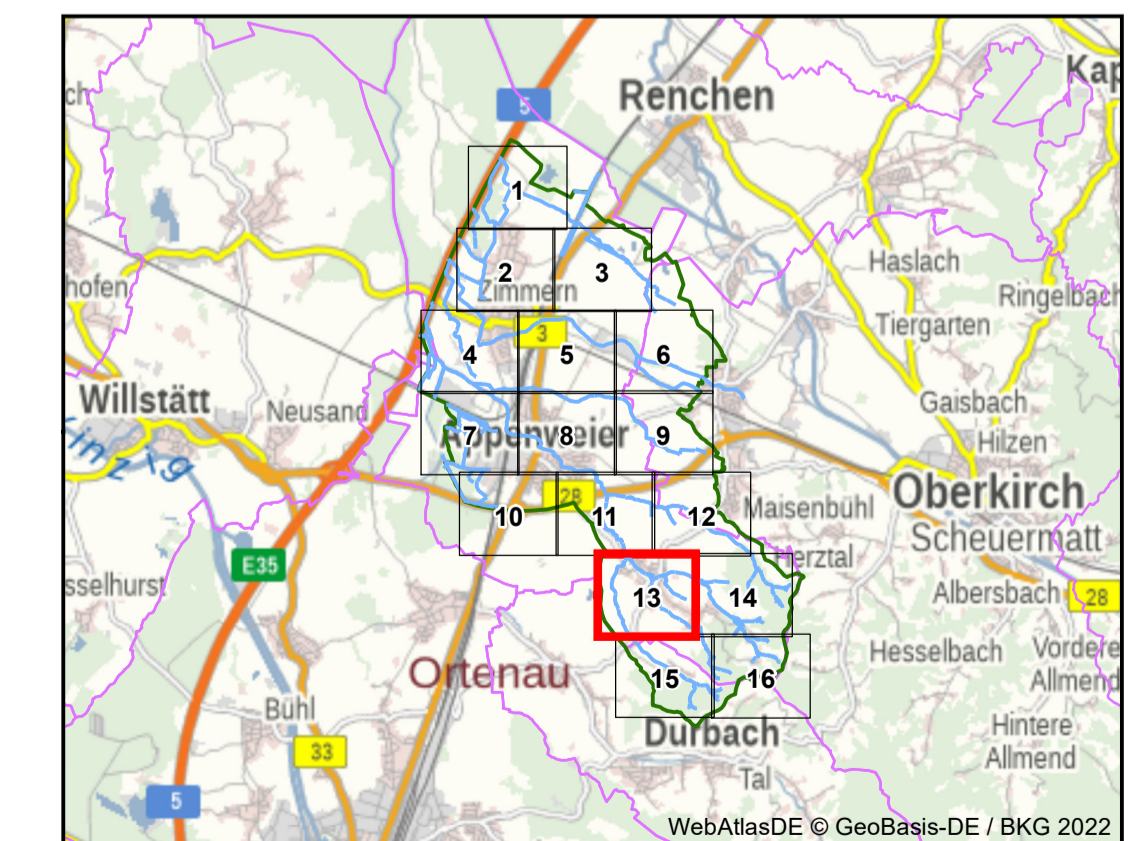 Kap
ch
Renchen
5
1
Haslach
2
3
hofen
Zimmern
Ringelbach
3
Tiergarten
4
5
6
Willstätt
Neusand
Gaisbach
7
Appenweier
8
9
Hilzen
Kinzig
28
Oberkirch
10
11
12
Maisenbühl
Scheuermatt
E35
Herztal
sselhurst
13
14
Albersbach
28
Hesselbach
Vordere
Allmend
Ortenau
15
16
Bühl
Durbach
Hintere
Allmend
33
Tal
5
WebAtlasDE © GeoBasis-DE / BKG 2022